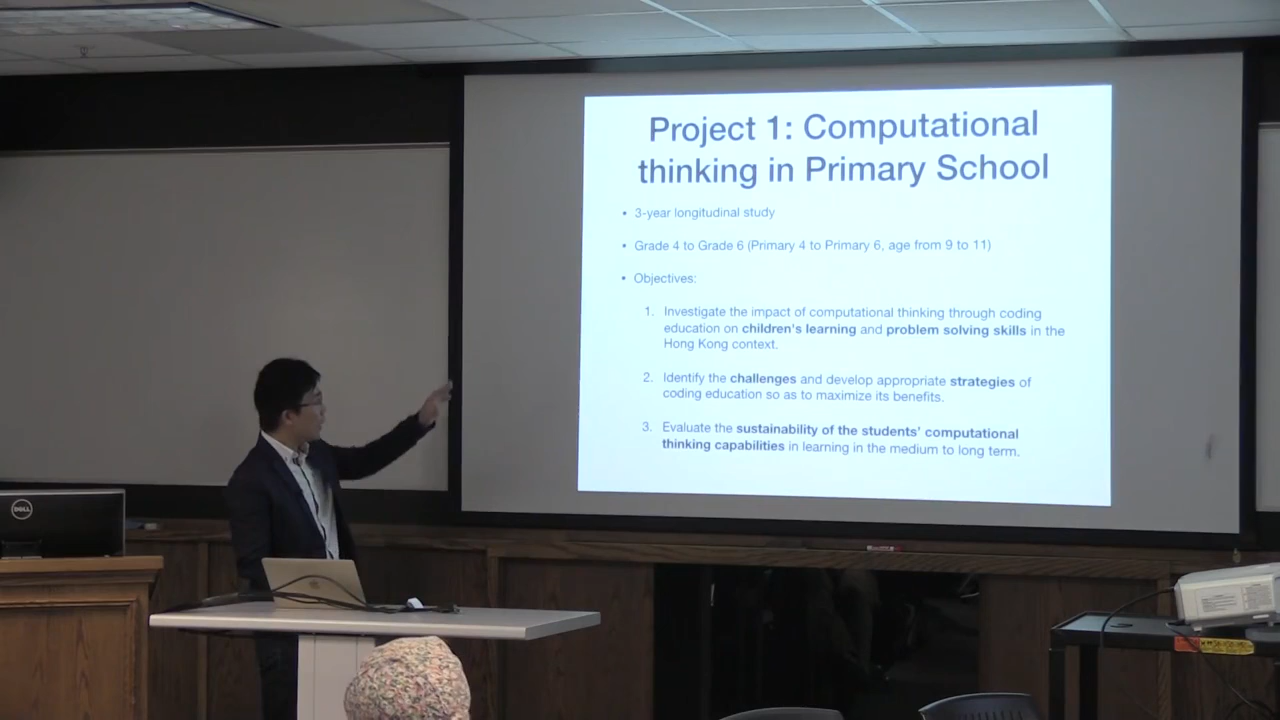 Project 1: Computational
thinking in Primary School
• 3-year longitudinal study
• Grade 4 to Grade 6 (Primary 4 to Primary 6, age from 9 to 11)
• Objectives:
1. Investigate the impact of computational thinking through coding
education on children's learning and problem solving skills in the
Hong Kong context.
2. Identify the challenges and develop appropriate strategies of
coding education so as to maximize its benefits.
3. Evaluate the sustainability of the students' computational
thinking capabilities in learning in the medium to long term.
DELL